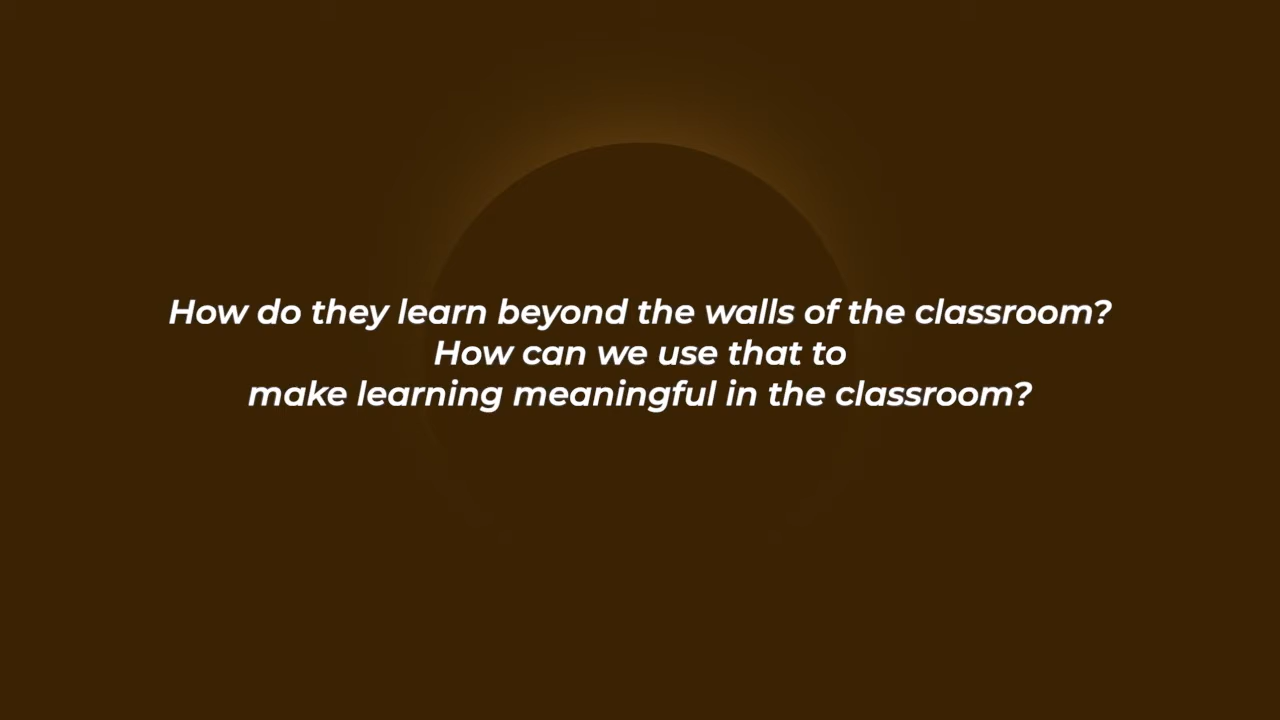 How do they learn beyond the walls of the classroom?
How can we use that to
make learning meaningful in the classroom?